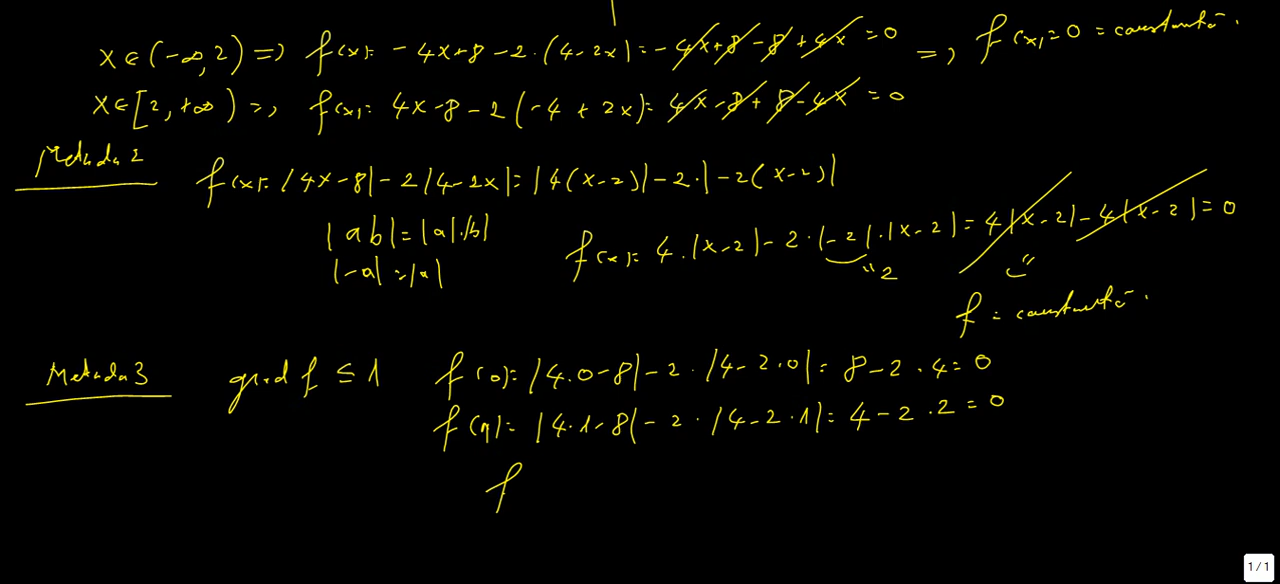 x ∈ (-∞, 2) => f(x) = -4x+8-2·(4-2x) = -4x+8-8+4x = 0 => f(x) = 0 = constantă.
x ∈ [2, +∞) => f(x) = 4x-8-2(-4+2x) = 4x-8+8-4x = 0
Metoda 2
f(x) = |4x-8|-2|4-2x| = |4(x-2)|-2·|-2(x-2)|
|ab| = |a|·|b|
f(x) = 4·|x-2|-2·|-2|·|x-2| = 4|x-2|-4|x-2| = 0
"2
|-a| = |a|
f = constantă.
Metoda 3 grad f ≤ 1 f(0) = |4·0-8|-2·|4-2·0| = 8-2·4 = 0
f(1) = |4·1-8|-2·|4-2·1| = 4-2·2 = 0
f
1/1